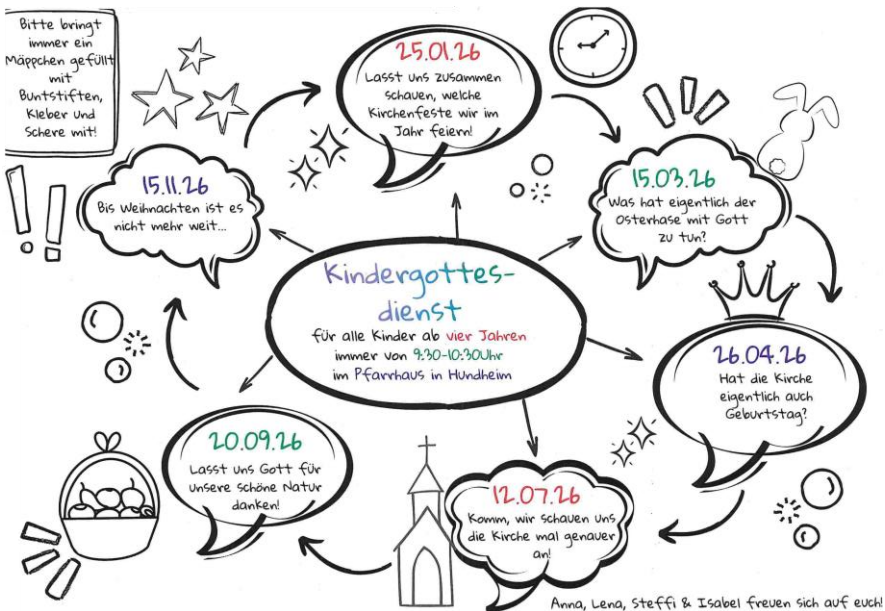 Bitte bringt
immer ein
Mäppchen gefüllt
mit
Buntstiften,
Kleber und
Schere mit!
25.01.26
Lasst uns zusammen
schauen, welche
Kirchenfeste wir im
Jahr feiern!
15.03.26
Was hat eigentlich der
Osterhase mit Gott
zu tun?
26.04.26
Hat die Kirche
eigentlich auch
Geburtstag?
12.07.26
Komm, wir schauen uns
die Kirche mal genauer
an!
20.09.26
Lasst uns Gott für
unsere schöne Natur
danken!
15.11.26
Bis Weihnachten ist es
nicht mehr weit...
Kindergottes-
dienst
für alle Kinder ab vier Jahren
immer von 9:30-10:30Uhr
im Pfarrhaus in Hundheim
Anna, Lena, Steffi & Isabel freuen sich auf euch!